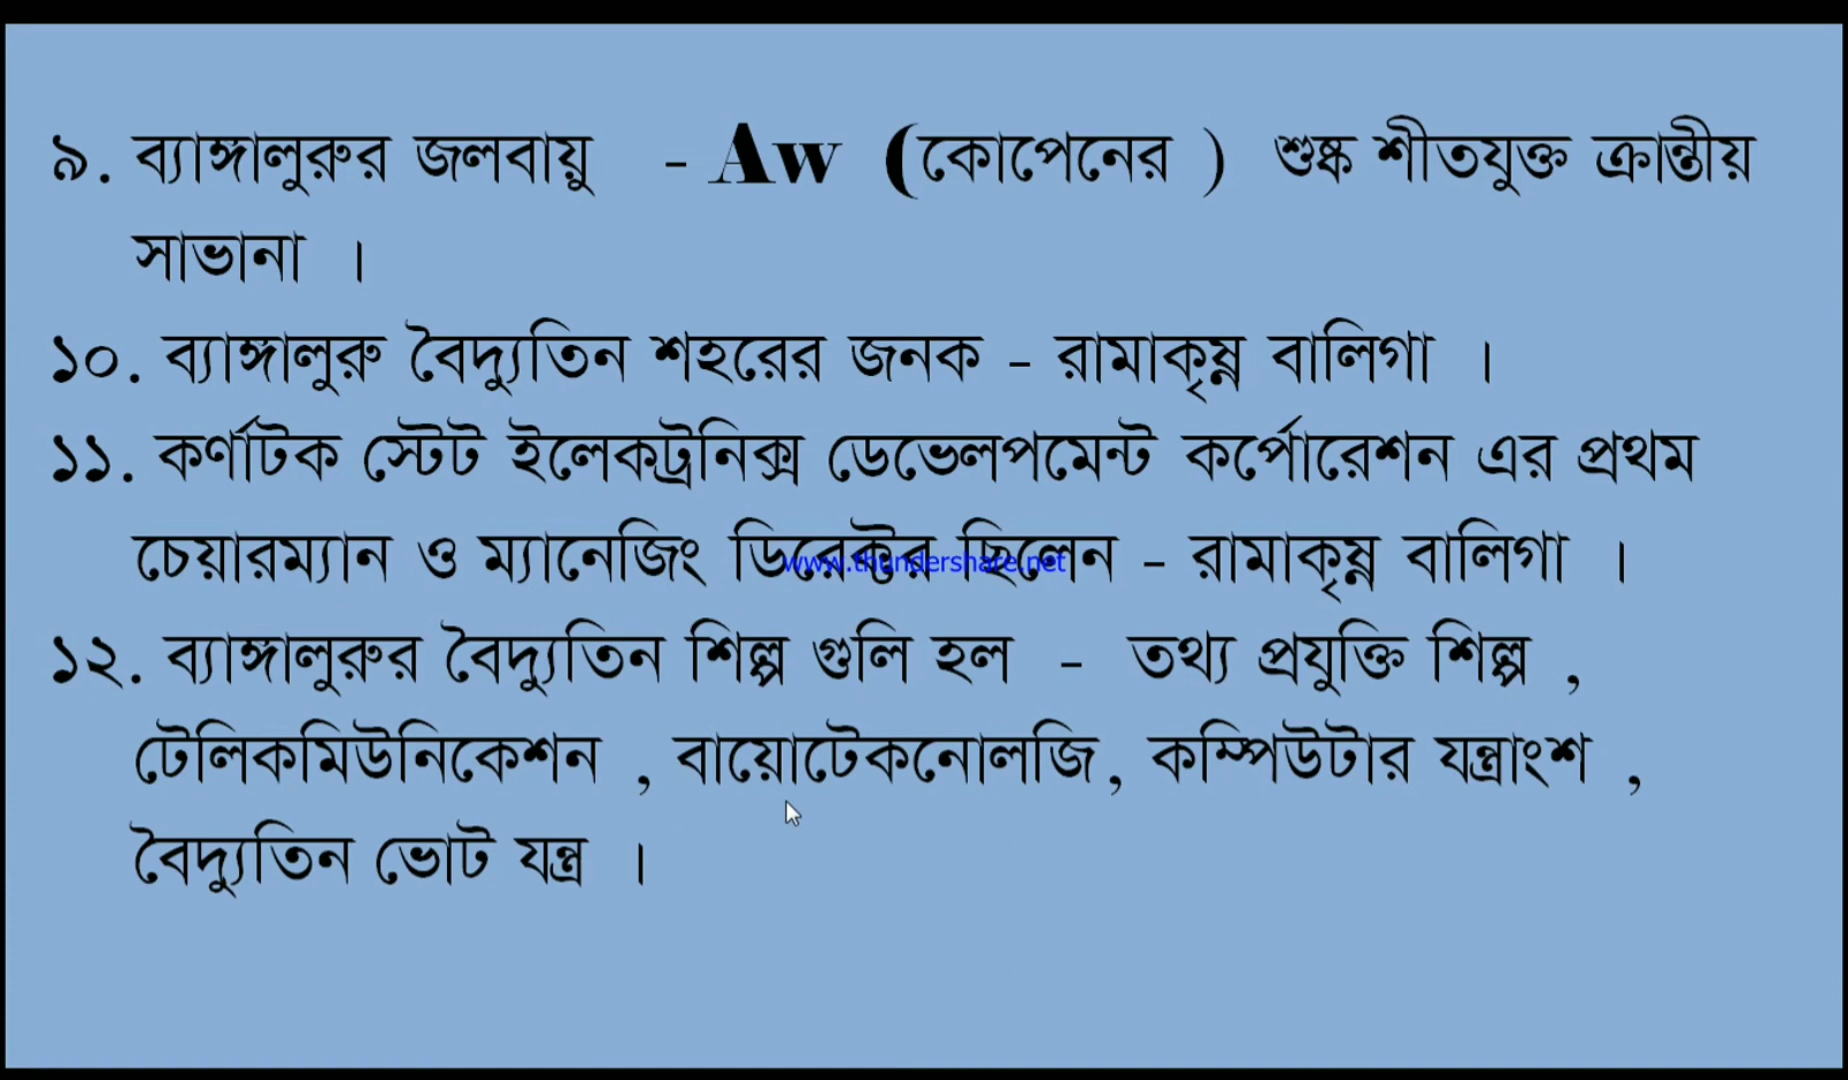 ৯. ব্যাঙ্গালুরুর জলবায়ু - Aw (কোপেনের ) শুষ্ক শীতযুক্ত ক্রান্তীয়
সাভানা ।
১০. ব্যাঙ্গালুরু বৈদ্যুতিন শহরের জনক - রামাকৃষ্ণ বালিগা ।
১১. কর্ণাটক স্টেট ইলেকট্রনিক্স ডেভেলপমেন্ট কর্পোরেশন এর প্রথম
চেয়ারম্যান ও ম্যানেজিং ডিরেক্টর ছিলেন - রামাকৃষ্ণ বালিগা ।
www.thundershare.net
১২. ব্যাঙ্গালুরুর বৈদ্যুতিন শিল্প গুলি হল - তথ্য প্রযুক্তি শিল্প ,
টেলিকমিউনিকেশন , বায়োটেকনোলজি, কম্পিউটার যন্ত্রাংশ ,
বৈদ্যুতিন ভোট যন্ত্র ।